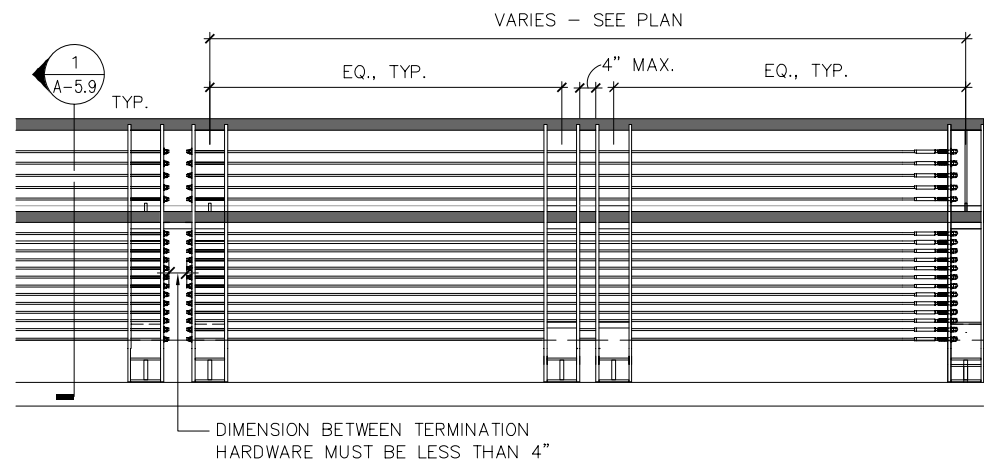 VARIES – SEE PLAN
1
A-5.9
TYP.
EQ., TYP.
4" MAX.
EQ., TYP.
DIMENSION BETWEEN TERMINATION
HARDWARE MUST BE LESS THAN 4"